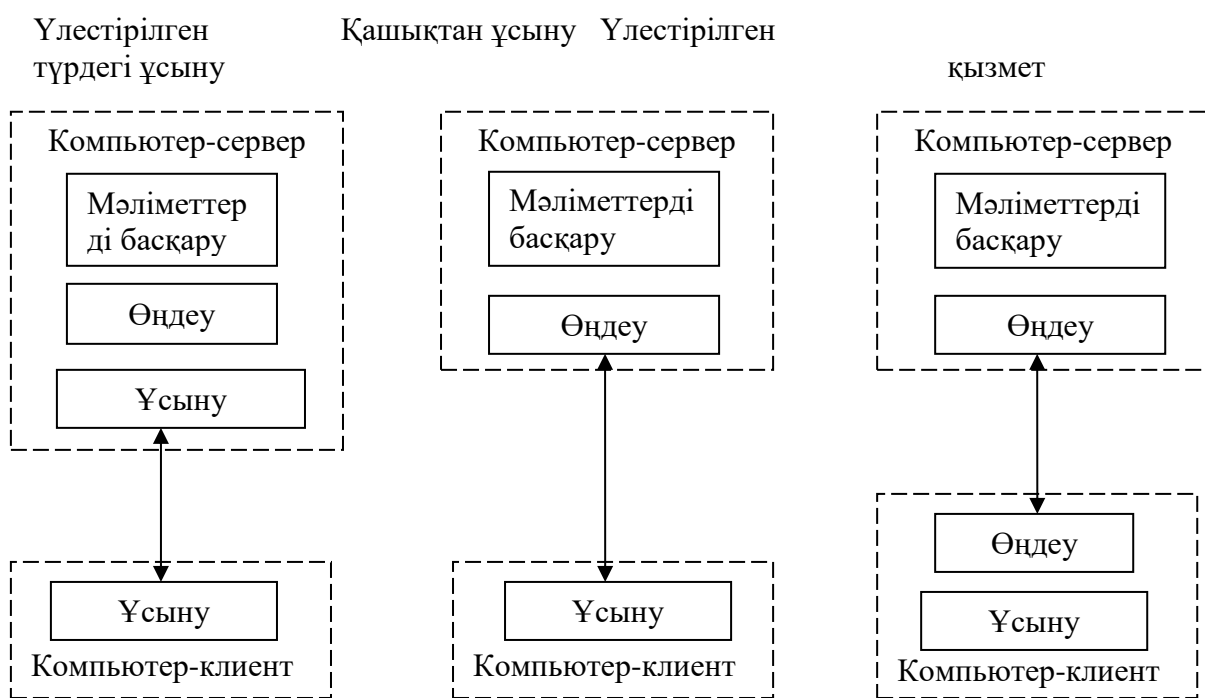 Үлестірілген Қашықтан ұсыну Үлестірілген
түрдегі ұсыну қызмет
Компьютер-сервер
Мәліметтер
ді басқару
Өңдеу
Ұсыну
Ұсыну
Компьютер-клиент
Компьютер-сервер
Мәліметтерді
басқару
Өңдеу
Ұсыну
Компьютер-клиент
Компьютер-сервер
Мәліметтерді
басқару
Өңдеу
Өңдеу
Ұсыну
Компьютер-клиент